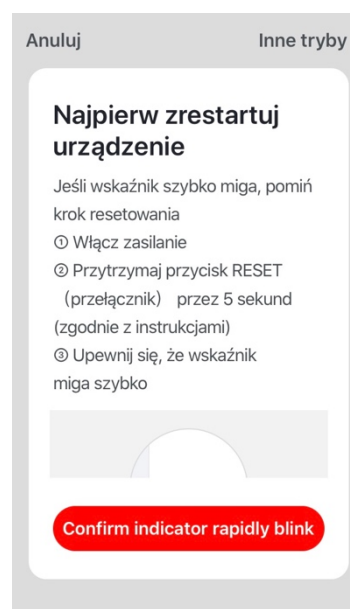 Anuluj Inne tryby
Najpierw zrestartuj
urządzenie
Jeśli wskaźnik szybko miga, pomiń
krok resetowania
① Włącz zasilanie
② Przytrzymaj przycisk RESET
（przełącznik） przez 5 sekund
(zgodnie z instrukcjami)
③ Upewnij się, że wskaźnik
miga szybko
Confirm indicator rapidly blink